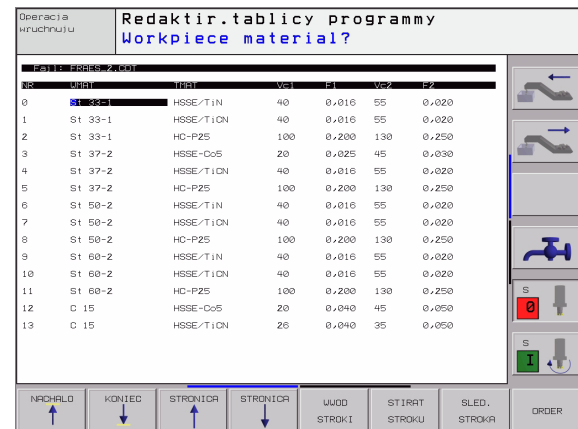 Operacja
wruchnuju
Redaktir.tablicy programmy
Workpiece material?
Fajl: FRAES_2.CDT
NR WMAT TMAT Vc1 F1 Vc2 F2
0 St 33-1 HSSE/TiN 40 0,016 55 0,020
1 St 33-1 HSSE/TiCN 40 0,016 55 0,020
2 St 33-1 HC-P25 100 0,200 130 0,250
3 St 37-2 HSSE-Co5 20 0,025 45 0,030
4 St 37-2 HSSE/TiCN 40 0,016 55 0,020
5 St 37-2 HC-P25 100 0,200 130 0,250
6 St 50-2 HSSE/TiN 40 0,016 55 0,020
7 St 50-2 HSSE/TiCN 40 0,016 55 0,020
8 St 50-2 HC-P25 100 0,200 130 0,250
9 St 60-2 HSSE/TiN 40 0,016 55 0,020
10 St 60-2 HSSE/TiCN 40 0,016 55 0,020
11 St 60-2 HC-P25 100 0,200 130 0,250
12 C 15 HSSE-Co5 20 0,040 45 0,050
13 C 15 HSSE/TiCN 26 0,040 35 0,050
S
0
S
I
NACHALO
KONIEC
STRONICA
STRONICA
WWOD STROKI
STIRAT STROKU
SLED. STROKA
ORDER